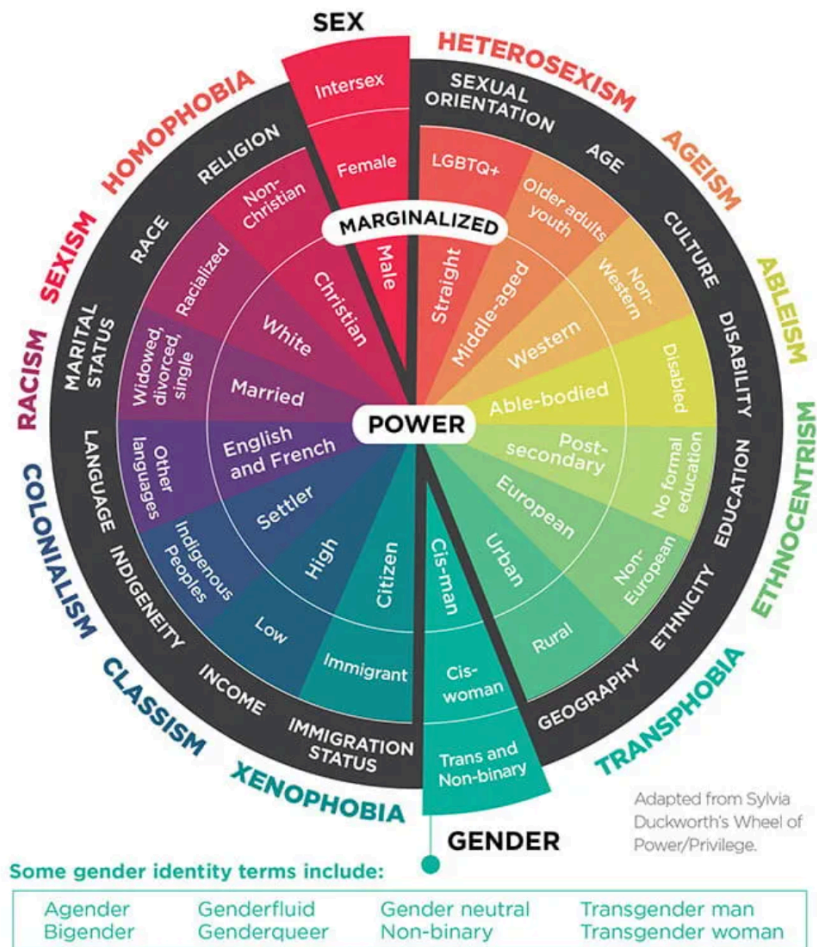 SEX
Intersex
Female
MARGINALIZED
Male
HETEROSEXISM
SEXUAL
ORIENTATION
LGBTQ+
Straight
AGEISM
AGE
Older adults
youth
Middle-aged
CULTURE
Non-
Western
Western
ABLEISM
DISABILITY
Disabled
Able-bodied
EDUCATION
No formal
education
Post-
secondary
ETHNOCENTRISM
ETHNICITY
Non-
European
European
GEOGRAPHY
Rural
Urban
TRANSPHOBIA
Cis-man
Cis-
woman
Trans and
Non-binary
GENDER
XENOPHOBIA
IMMIGRATION
STATUS
Immigrant
Citizen
CLASSISM
INCOME
Low
High
COLONIALISM
INDIGENEITY
Indigenous
Peoples
Settler
LANGUAGE
Other
languages
English
and French
RACISM
MARITAL
STATUS
Widowed,
divorced,
single
Married
SEXISM
RACE
Racialized
White
HOMOPHOBIA
RELIGION
Non-
Christian
Christian
POWER
Adapted from Sylvia
Duckworth's Wheel of
Power/Privilege.
Some gender identity terms include:
Agender Genderfluid Gender neutral Transgender man
Bigender Genderqueer Non-binary Transgender woman